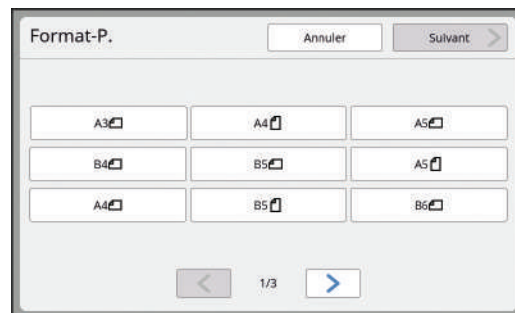 Format-P. Annuler Suivant
A3 A4 A5
B4 B5 A5
A4 B5 B6
1/3